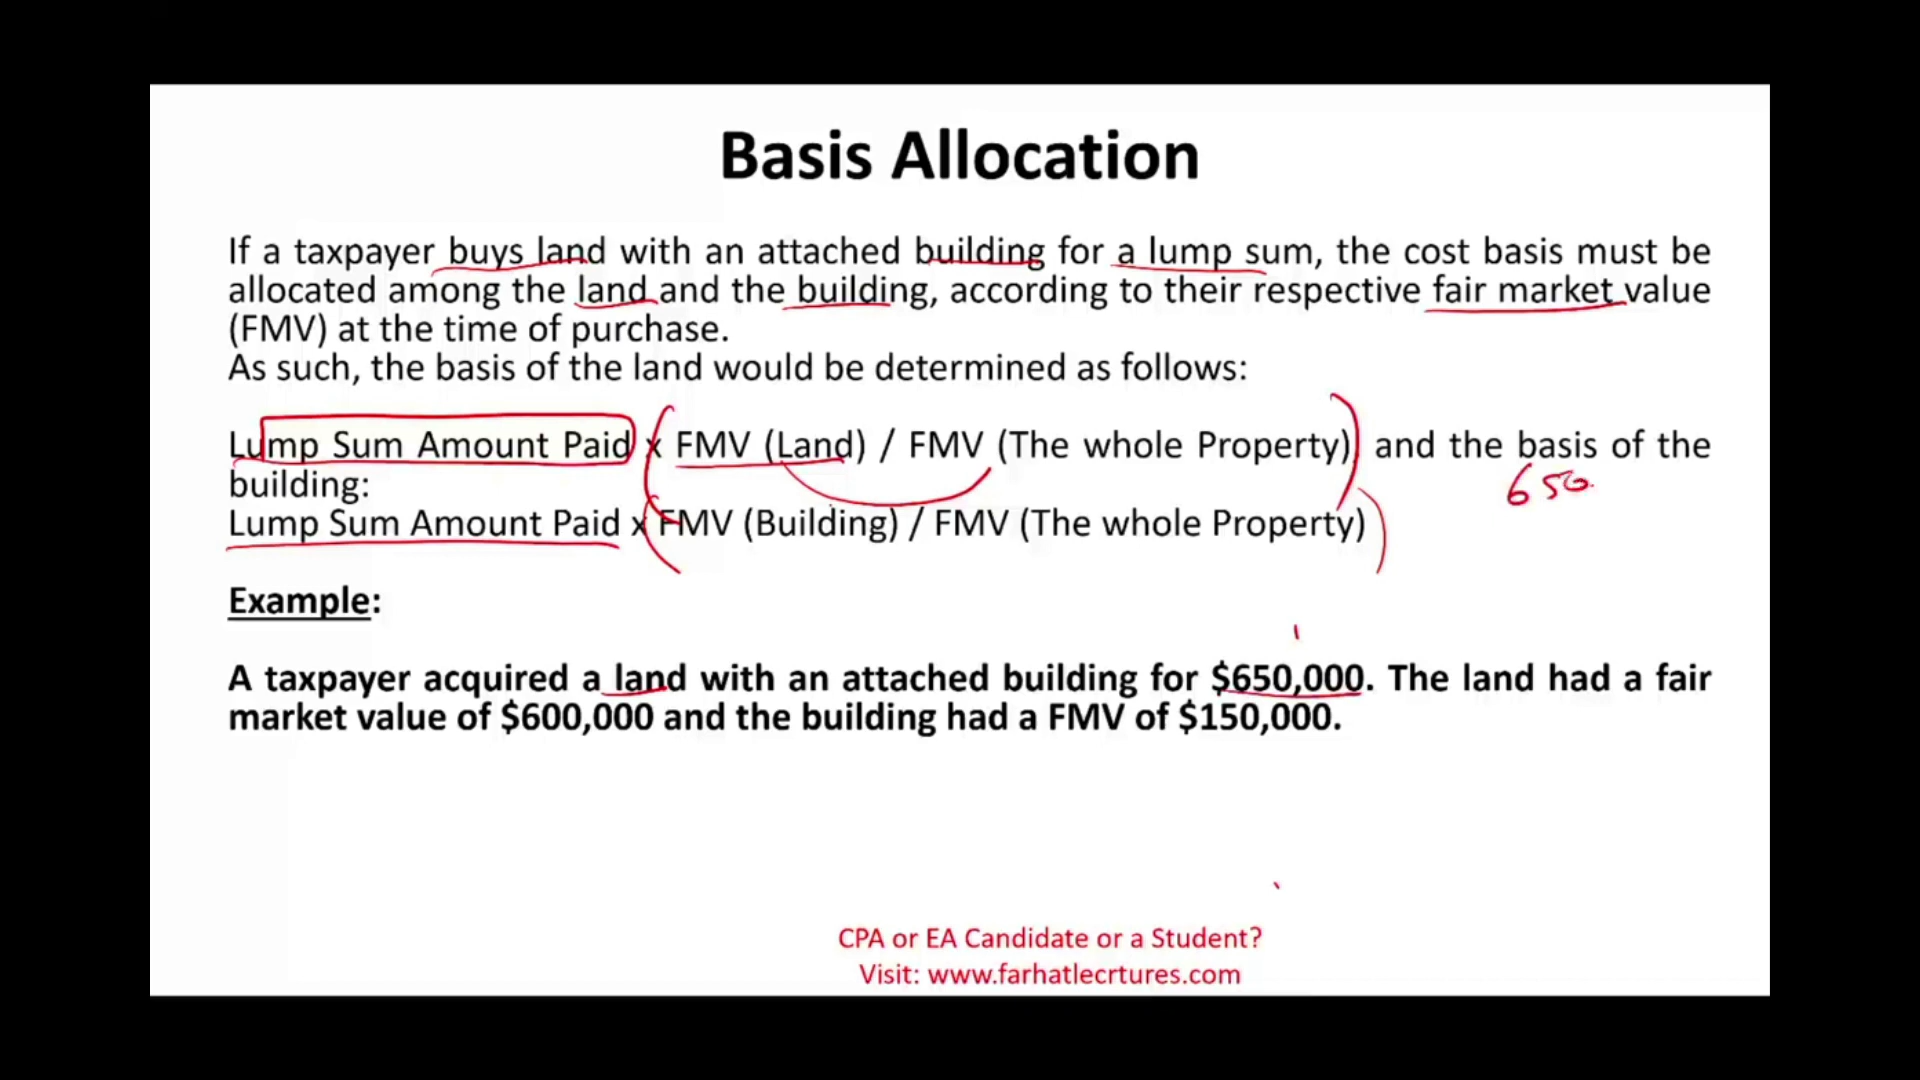 Basis Allocation
If a taxpayer buys land with an attached building for a lump sum, the cost basis must be
allocated among the land and the building, according to their respective fair market value
(FMV) at the time of purchase.
As such, the basis of the land would be determined as follows:
Lump Sum Amount Paid x FMV (Land) / FMV (The whole Property) and the basis of the
650
building:
Lump Sum Amount Paid x FMV (Building) / FMV (The whole Property)
Example:
A taxpayer acquired a land with an attached building for $650,000. The land had a fair
market value of $600,000 and the building had a FMV of $150,000.
CPA or EA Candidate or a Student?
Visit: www.farhatlecrtures.com